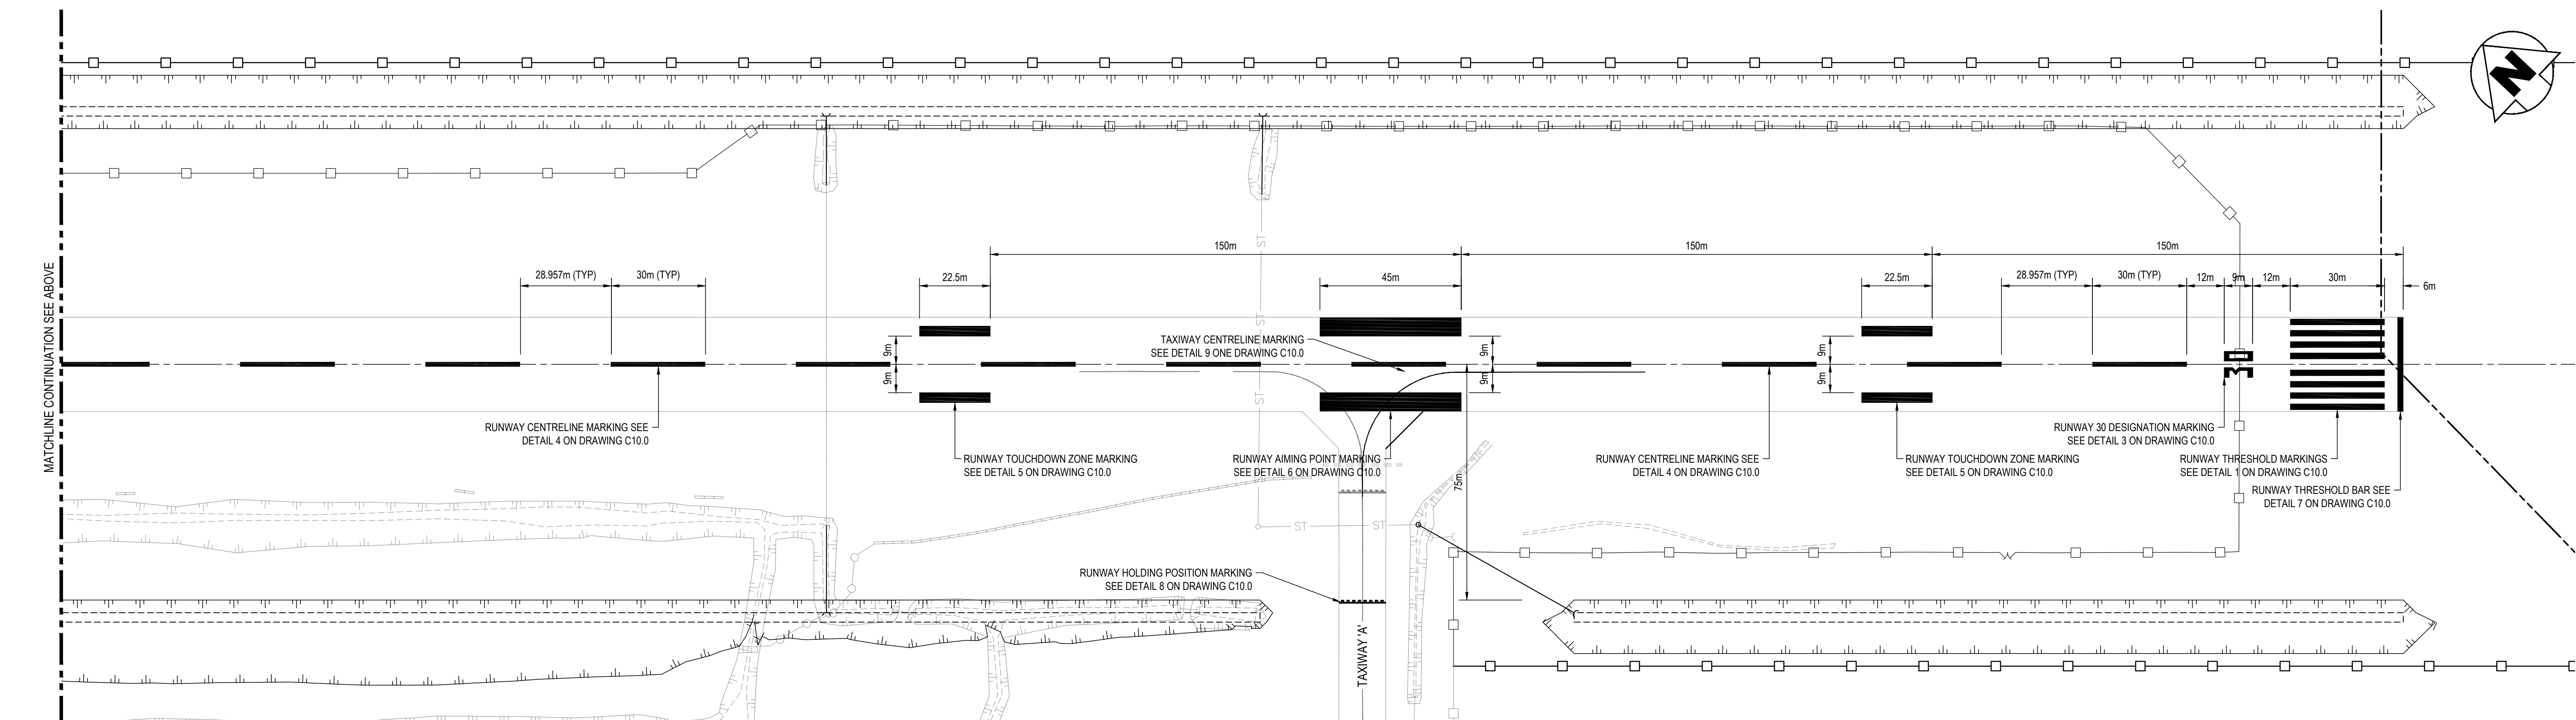 N
MATCHLINE CONTINUATION SEE ABOVE
ST
150m
150m
150m
28.957m (TYP)
30m (TYP)
22.5m
45m
22.5m
28.957m (TYP)
30m (TYP)
12m
9m
12m
30m
6m
ST
TAXIWAY CENTRELINE MARKING
SEE DETAIL 9 ONE DRAWING C10.0
9m
9m
9m
9m
9m
9m
30
ST
RUNWAY CENTRELINE MARKING SEE
DETAIL 4 ON DRAWING C10.0
RUNWAY TOUCHDOWN ZONE MARKING
SEE DETAIL 5 ON DRAWING C10.0
RUNWAY AIMING POINT MARKING
SEE DETAIL 6 ON DRAWING C10.0
75m
RUNWAY CENTRELINE MARKING SEE
DETAIL 4 ON DRAWING C10.0
RUNWAY TOUCHDOWN ZONE MARKING
SEE DETAIL 5 ON DRAWING C10.0
RUNWAY 30 DESIGNATION MARKING
SEE DETAIL 3 ON DRAWING C10.0
RUNWAY THRESHOLD MARKINGS
SEE DETAIL 1 ON DRAWING C10.0
RUNWAY THRESHOLD BAR SEE
DETAIL 7 ON DRAWING C10.0
ST
ST
RUNWAY HOLDING POSITION MARKING
SEE DETAIL 8 ON DRAWING C10.0
TAXIWAY 'A'